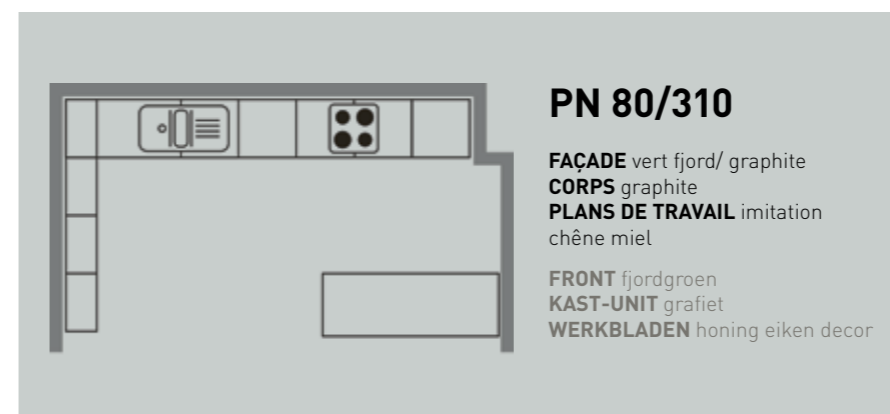 PN 80/310
FAÇADE vert fjord/ graphite
CORPS graphite
PLANS DE TRAVAIL imitation
chêne miel
FRONT fjordgroen
KAST-UNIT grafiet
WERKBLADEN honing eiken decor